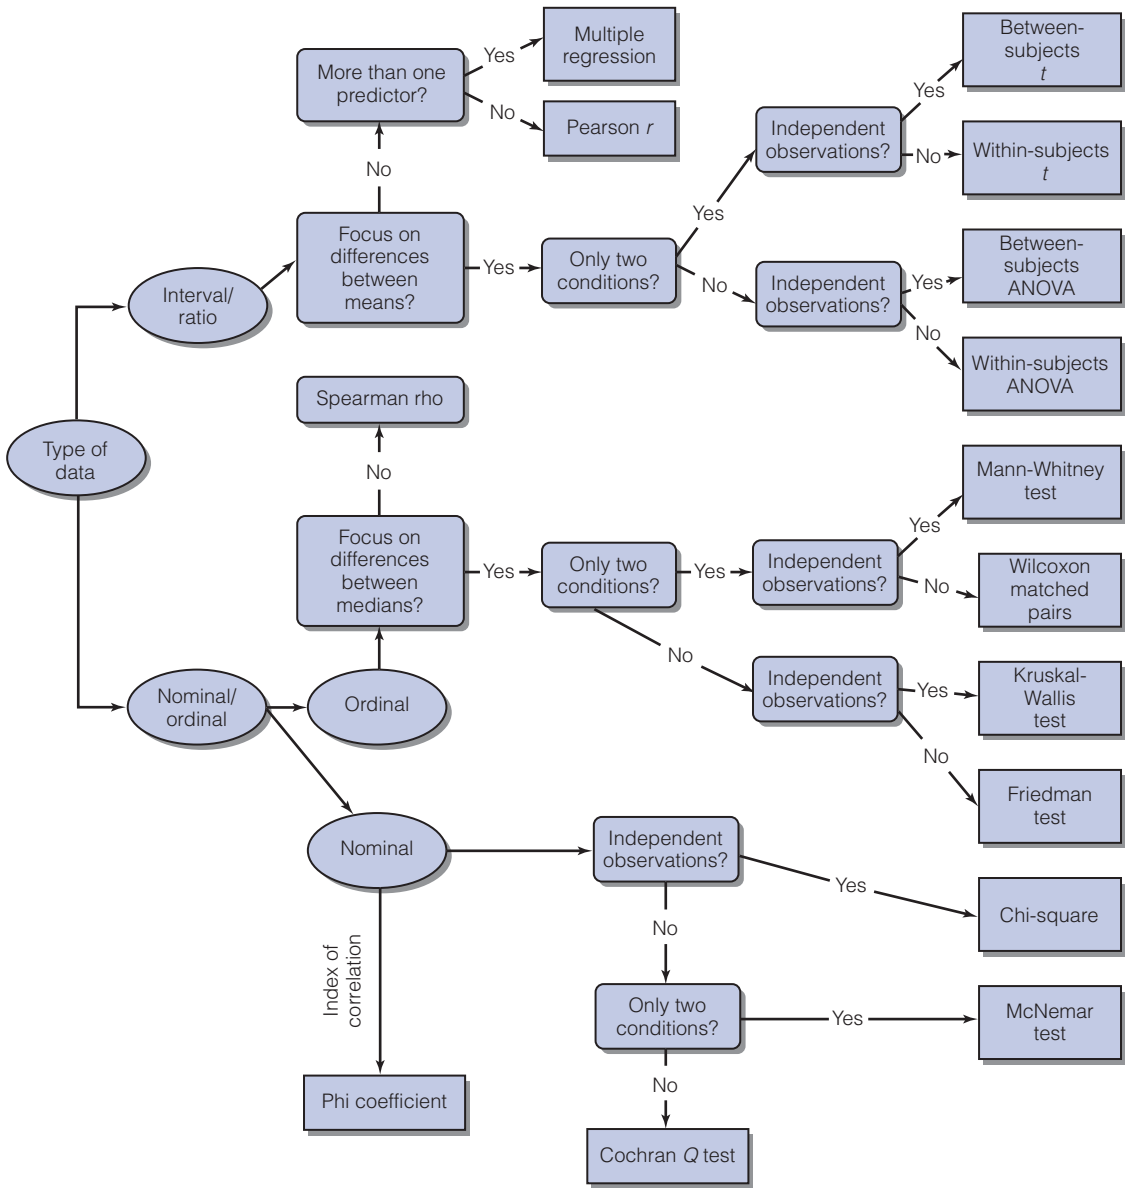 Multiple
regression
More than one
predictor?
Yes
No
Pearson r
No
Between-
subjects
t
Yes
Independent
observations?
No
Within-subjects
t
Yes
Focus on
differences
between
means?
Yes
Only two
conditions?
No
Between-
subjects
ANOVA
Independent
observations?
Yes
No
Within-subjects
ANOVA
Interval/
ratio
Type of
data
Spearman rho
No
Focus on
differences
between
medians?
Yes
Only two
conditions?
Yes
Independent
observations?
Yes
Mann-Whitney
test
No
Wilcoxon
matched
pairs
No
Independent
observations?
Yes
Kruskal-
Wallis
test
No
Friedman
test
Nominal/
ordinal
Ordinal
Nominal
Independent
observations?
Yes
Chi-square
No
Index of
correlation
Only two
conditions?
Yes
McNemar
test
No
Phi coefficient
Cochran Q test